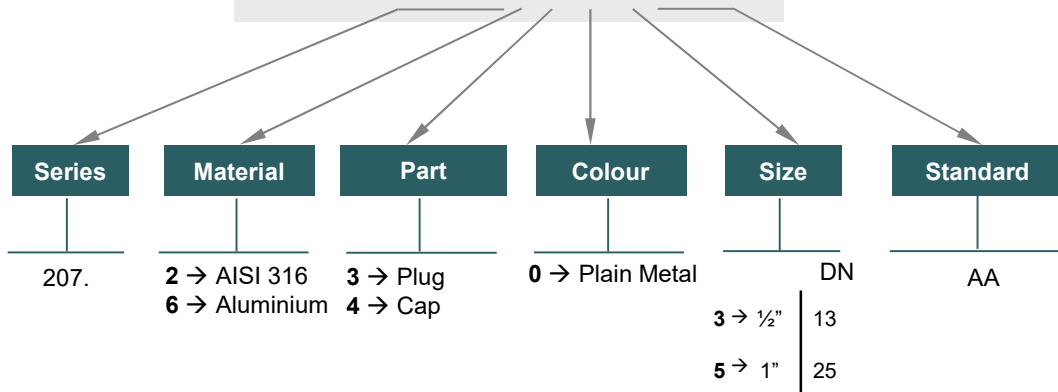 Series Material Part Colour Size Standard
207. 2 → AISI 316 3 → Plug 0 → Plain Metal DN AA
6 → Aluminium 4 → Cap
3 → ½” 13
5 → 1” 25